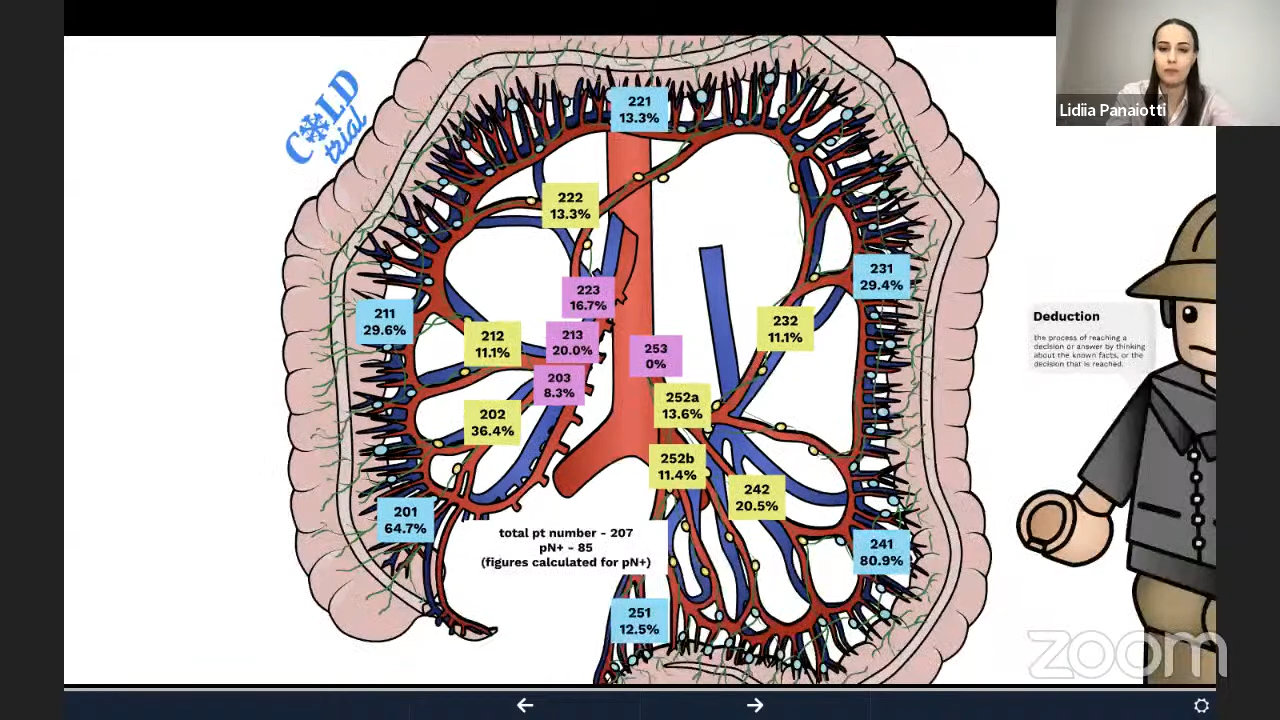 COLD
trial
Lidiia Panaiotti
221
13.3%
222
13.3%
223
16.7%
231
29.4%
211
29.6%
212
11.1%
213
20.0%
232
11.1%
253
0%
203
8.3%
252a
13.6%
202
36.4%
252b
11.4%
242
20.5%
201
64.7%
241
80.9%
251
12.5%
total pt number - 207
pN+ - 85
(figures calculated for pN+)
Deduction
the process of reaching a
decision or answer by thinking
about the known facts, or the
decision that is reached.
zoom